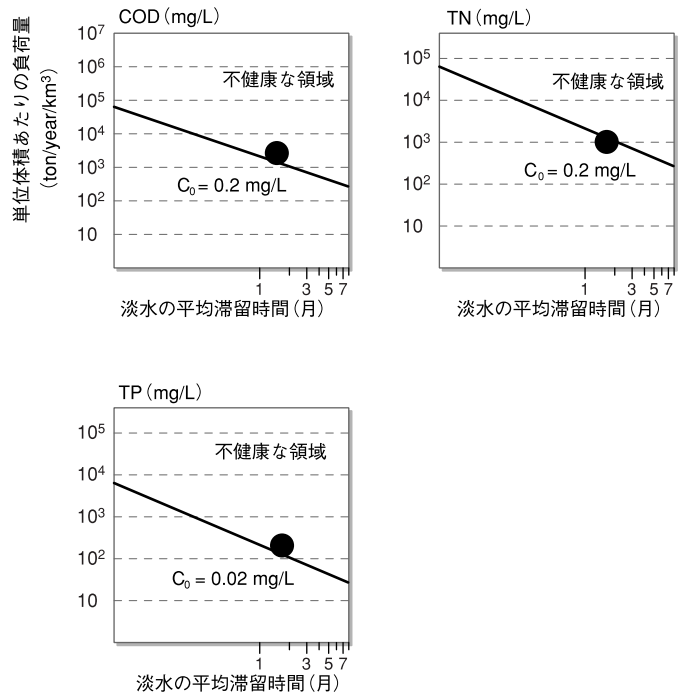 COD（mg/L）
単位体積あたりの負荷量
（ton/year/km³）
10⁷
10⁶
10⁵
10⁴
10³
10²
10
不健康な領域
C₀= 0.2 mg/L
1 3 5 7
淡水の平均滞留時間（月）
TN（mg/L）
10⁵
10⁴
10³
10²
10
不健康な領域
C₀= 0.2 mg/L
1 3 5 7
淡水の平均滞留時間（月）
TP（mg/L）
10⁵
10⁴
10³
10²
10
不健康な領域
C₀ = 0.02 mg/L
1 3 5 7
淡水の平均滞留時間（月）